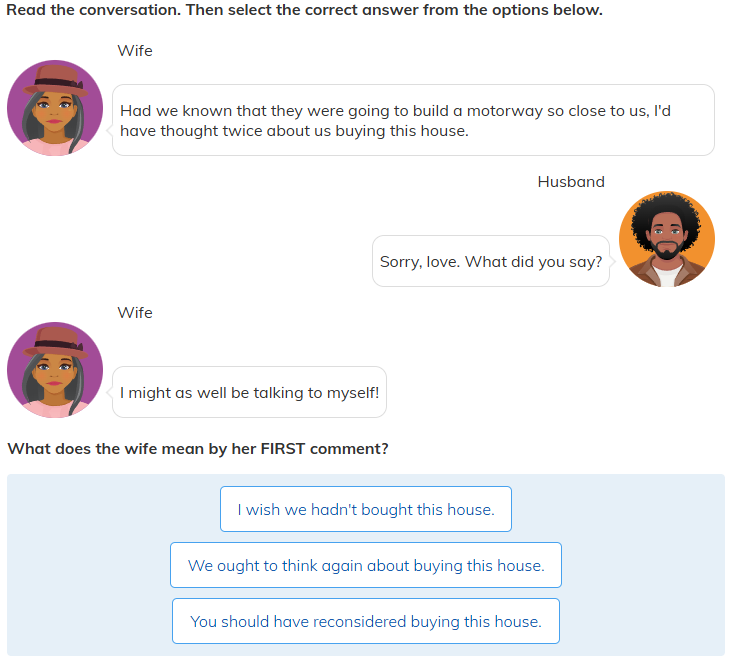 Read the conversation. Then select the correct answer from the options below.
Wife
Had we known that they were going to build a motorway so close to us, I'd
have thought twice about us buying this house.
Husband
Sorry, love. What did you say?
Wife
I might as well be talking to myself!
What does the wife mean by her FIRST comment?
I wish we hadn't bought this house.
We ought to think again about buying this house.
You should have reconsidered buying this house.